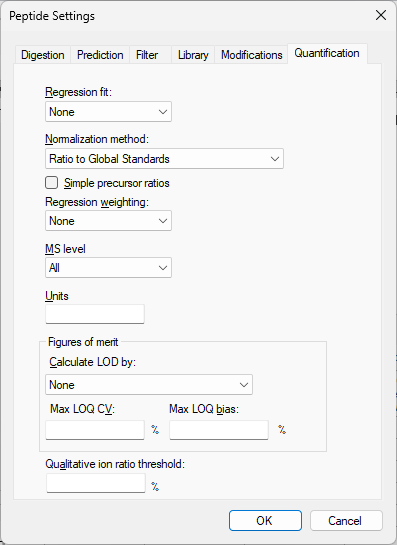 Peptide Settings
Digestion Prediction Filter Library Modifications Quantification
Regression fit:
None
Normalization method:
Ratio to Global Standards
Simple precursor ratios
Regression weighting:
None
MS level
All
Units
Figures of merit
Calculate LOD by:
None
Max LOQ CV: Max LOQ bias:
% %
Qualitative ion ratio threshold:
%
OK Cancel